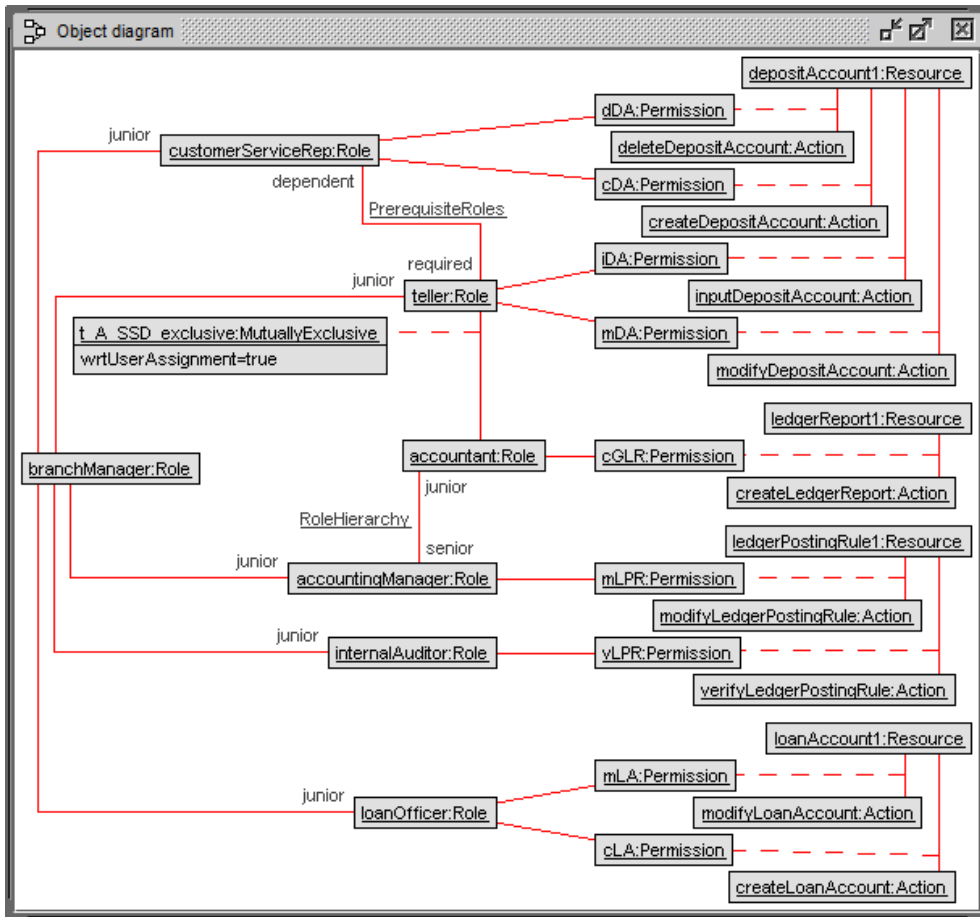 Object diagram
depositAccount1:Resource
dDA:Permission
junior
customerServiceRep:Role
deleteDepositAccount:Action
dependent
cDA:Permission
PrerequisiteRoles
createDepositAccount:Action
required
iDA:Permission
junior
teller:Role
inputDepositAccount:Action
t_A_SSD_exclusive:MutuallyExclusive
wrtUserAssignment=true
mDA:Permission
modifyDepositAccount:Action
ledgerReport1:Resource
branchManager:Role
accountant:Role
cGLR:Permission
junior
createLedgerReport:Action
RoleHierarchy
ledgerPostingRule1:Resource
senior
junior
accountingManager:Role
mLPR:Permission
modifyLedgerPostingRule:Action
junior
internalAuditor:Role
vLPR:Permission
verifyLedgerPostingRule:Action
loanAccount1:Resource
mLA:Permission
junior
loanOfficer:Role
modifyLoanAccount:Action
cLA:Permission
createLoanAccount:Action